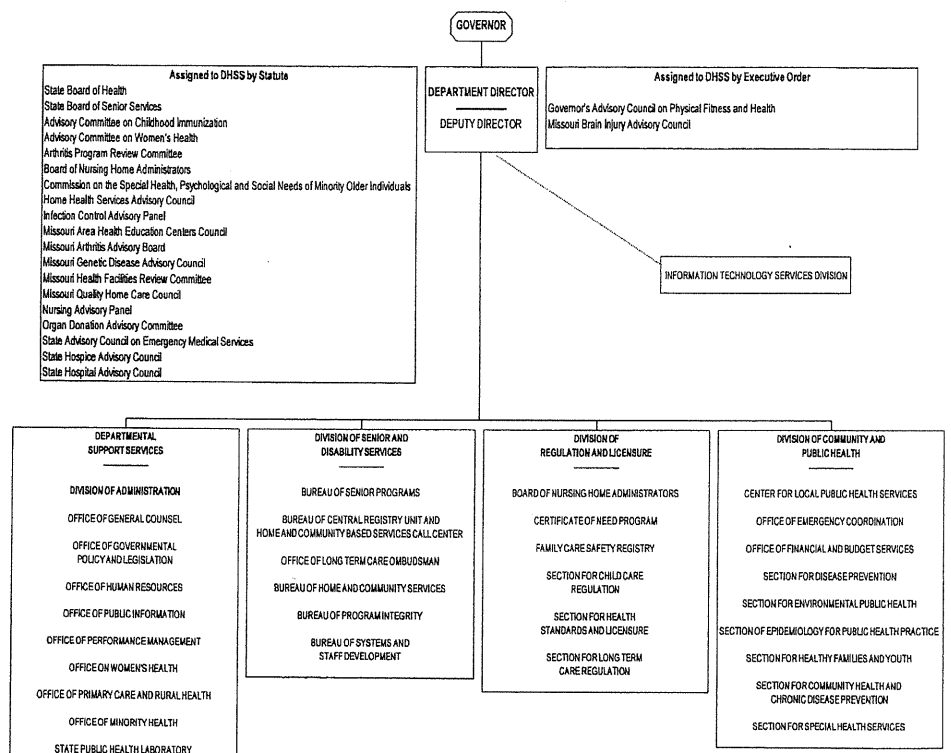 GOVERNOR
Assigned to DHSS by Statute
State Board of Health
State Board of Senior Services
Advisory Committee on Childhood Immunization
Advisory Committee on Women's Health
Arthritis Program Review Committee
Board of Nursing Home Administrators
Commission on the Special Health, Psychological and Social Needs of Minority Older Individuals
Home Health Services Advisory Council
Infection Control Advisory Panel
Missouri Area Health Education Centers Council
Missouri Arthritis Advisory Board
Missouri Genetic Disease Advisory Council
Missouri Health Facilities Review Committee
Missouri Quality Home Care Council
Nursing Advisory Panel
Organ Donation Advisory Committee
State Advisory Council on Emergency Medical Services
State Hospice Advisory Council
State Hospital Advisory Council
DEPARTMENT DIRECTOR
DEPUTY DIRECTOR
Assigned to DHSS by Executive Order
Governor's Advisory Council on Physical Fitness and Health
Missouri Brain Injury Advisory Council
INFORMATION TECHNOLOGY SERVICES DIVISION
DEPARTMENTAL
SUPPORT SERVICES
DIVISION OF ADMINISTRATION
OFFICE OF GENERAL COUNSEL
OFFICE OF GOVERNMENTAL
POLICY AND LEGISLATION
OFFICE OF HUMAN RESOURCES
OFFICE OF PUBLIC INFORMATION
OFFICE OF PERFORMANCE MANAGEMENT
OFFICE ON WOMEN'S HEALTH
OFFICE OF PRIMARY CARE AND RURAL HEALTH
OFFICE OF MINORITY HEALTH
STATE PUBLIC HEALTH LABORATORY
DIVISION OF SENIOR AND
DISABILITY SERVICES
BUREAU OF SENIOR PROGRAMS
BUREAU OF CENTRAL REGISTRY UNIT AND
HOME AND COMMUNITY BASED SERVICES CALL CENTER
OFFICE OF LONG TERM CARE OMBUDSMAN
BUREAU OF HOME AND COMMUNITY SERVICES
BUREAU OF PROGRAM INTEGRITY
BUREAU OF SYSTEMS AND
STAFF DEVELOPMENT
DIVISION OF
REGULATION AND LICENSURE
BOARD OF NURSING HOME ADMINISTRATORS
CERTIFICATE OF NEED PROGRAM
FAMILY CARE SAFETY REGISTRY
SECTION FOR CHILD CARE
REGULATION
SECTION FOR HEALTH
STANDARDS AND LICENSURE
SECTION FOR LONG TERM
CARE REGULATION
DIVISION OF COMMUNITY AND
PUBLIC HEALTH
CENTER FOR LOCAL PUBLIC HEALTH SERVICES
OFFICE OF EMERGENCY COORDINATION
OFFICE OF FINANCIAL AND BUDGET SERVICES
SECTION FOR DISEASE PREVENTION
SECTION FOR ENVIRONMENTAL PUBLIC HEALTH
SECTION OF EPIDEMIOLOGY FOR PUBLIC HEALTH PRACTICE
SECTION FOR HEALTHY FAMILIES AND YOUTH
SECTION FOR COMMUNITY HEALTH AND
CHRONIC DISEASE PREVENTION
SECTION FOR SPECIAL HEALTH SERVICES